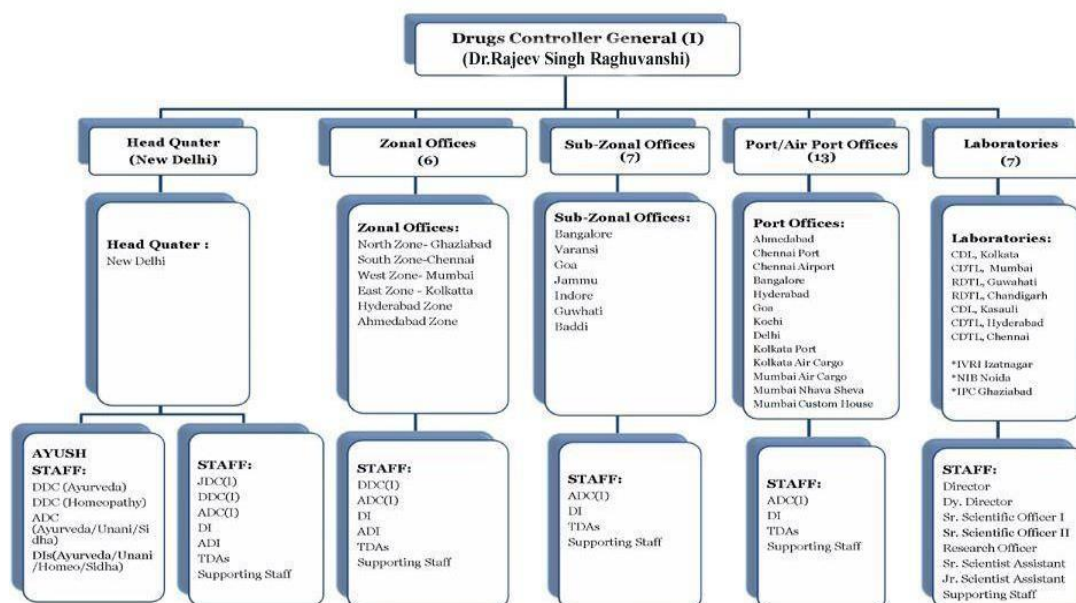 Drugs Controller General (I)
(Dr.Rajeev Singh Raghuvanshi)
Head Quater
(New Delhi)
Zonal Offices
(6)
Sub-Zonal Offices
(7)
Port/Air Port Offices
(13)
Laboratories
(7)
Head Quater :
New Delhi
Zonal Offices:
North Zone- Ghaziabad
South Zone-Chennai
West Zone- Mumbai
East Zone - Kolkatta
Hyderabad Zone
Ahmedabad Zone
Sub-Zonal Offices:
Bangalore
Varansi
Goa
Jammu
Indore
Guwhati
Baddi
Port Offices:
Ahmedabad
Chennai Port
Chennai Airport
Bangalore
Hyderabad
Goa
Kochi
Delhi
Kolkata Port
Kolkata Air Cargo
Mumbai Air Cargo
Mumbai Nhava Sheva
Mumbai Custom House
Laboratories:
CDL, Kolkata
CDTL, Mumbai
RDTL, Guwahati
RDTL, Chandigarh
CDL, Kasauli
CDTL, Hyderabad
CDTL, Chennai
*IVRI Izatnagar
*NIB Noida
*IPC Ghaziabad
AYUSH
STAFF:
DDC (Ayurveda)
DDC (Homeopathy)
ADC
(Ayurveda/Unani/Si
dha)
DIs(Ayurveda/Unani
/Homeo/Sidha)
STAFF:
JDC(I)
DDC(I)
ADC(I)
DI
ADI
TDAs
Supporting Staff
STAFF:
DDC(I)
ADC(I)
DI
ADI
TDAs
Supporting Staff
STAFF:
ADC(I)
DI
TDAs
Supporting Staff
STAFF:
ADC(I)
DI
TDAs
Supporting Staff
STAFF:
Director
Dy. Director
Sr. Scientific Officer I
Sr. Scientific Officer II
Research Officer
Sr. Scientist Assistant
Jr. Scientist Assistant
Supporting Staff